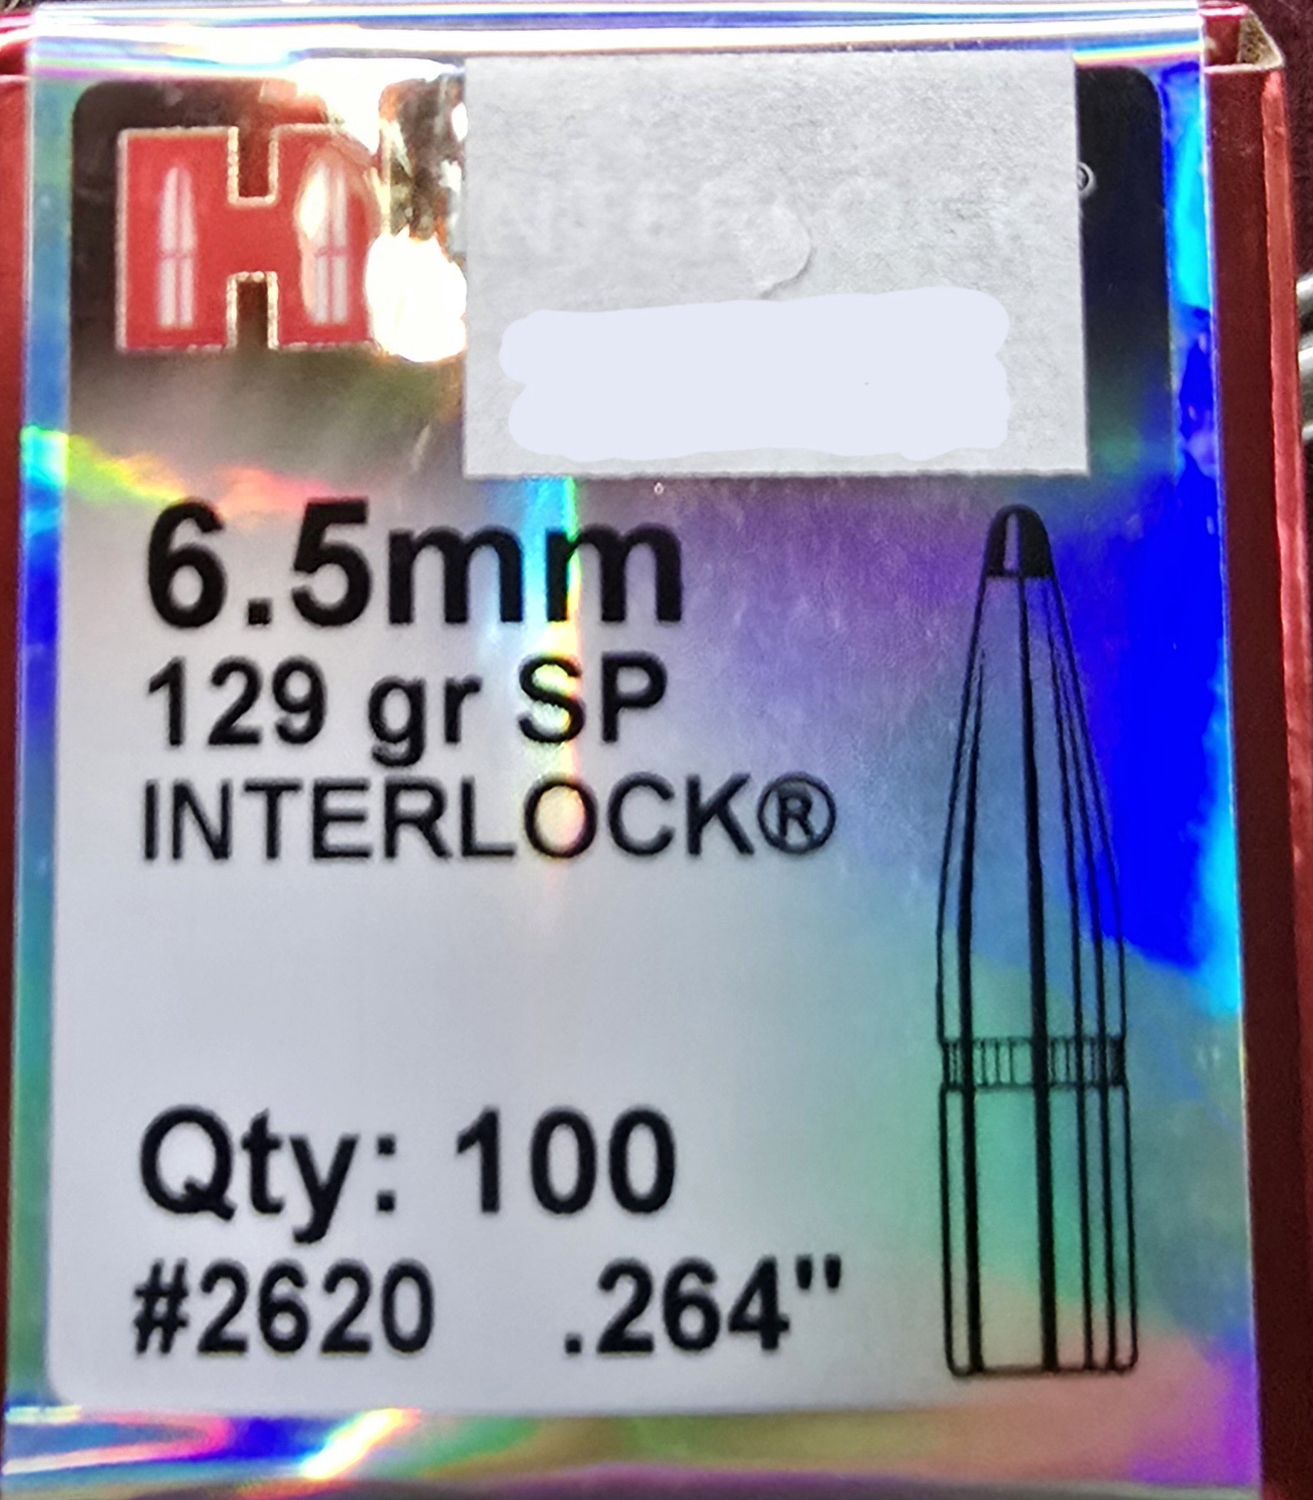 H
®
6.5mm
129 gr SP
INTERLOCK®
Qty: 100
#2620 .264"